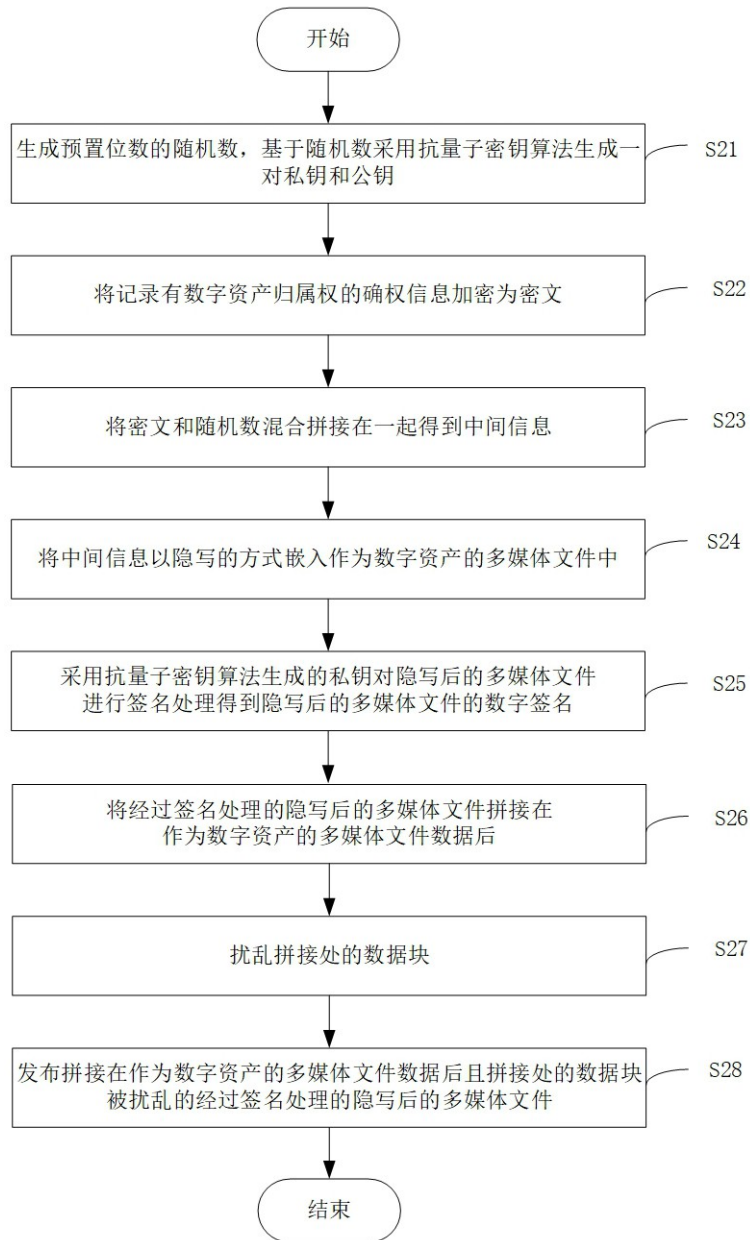 开始
生成预置位数的随机数，基于随机数采用抗量子密钥算法生成一
对私钥和公钥
S21
将记录有数字资产归属权的确权信息加密为密文
S22
将密文和随机数混合拼接在一起得到中间信息
S23
将中间信息以隐写的方式嵌入作为数字资产的多媒体文件中
S24
采用抗量子密钥算法生成的私钥对隐写后的多媒体文件
进行签名处理得到隐写后的多媒体文件的数字签名
S25
将经过签名处理的隐写后的多媒体文件拼接在
作为数字资产的多媒体文件数据后
S26
扰乱拼接处的数据块
S27
发布拼接在作为数字资产的多媒体文件数据后且拼接处的数据块
被扰乱的经过签名处理的隐写后的多媒体文件
S28
结束